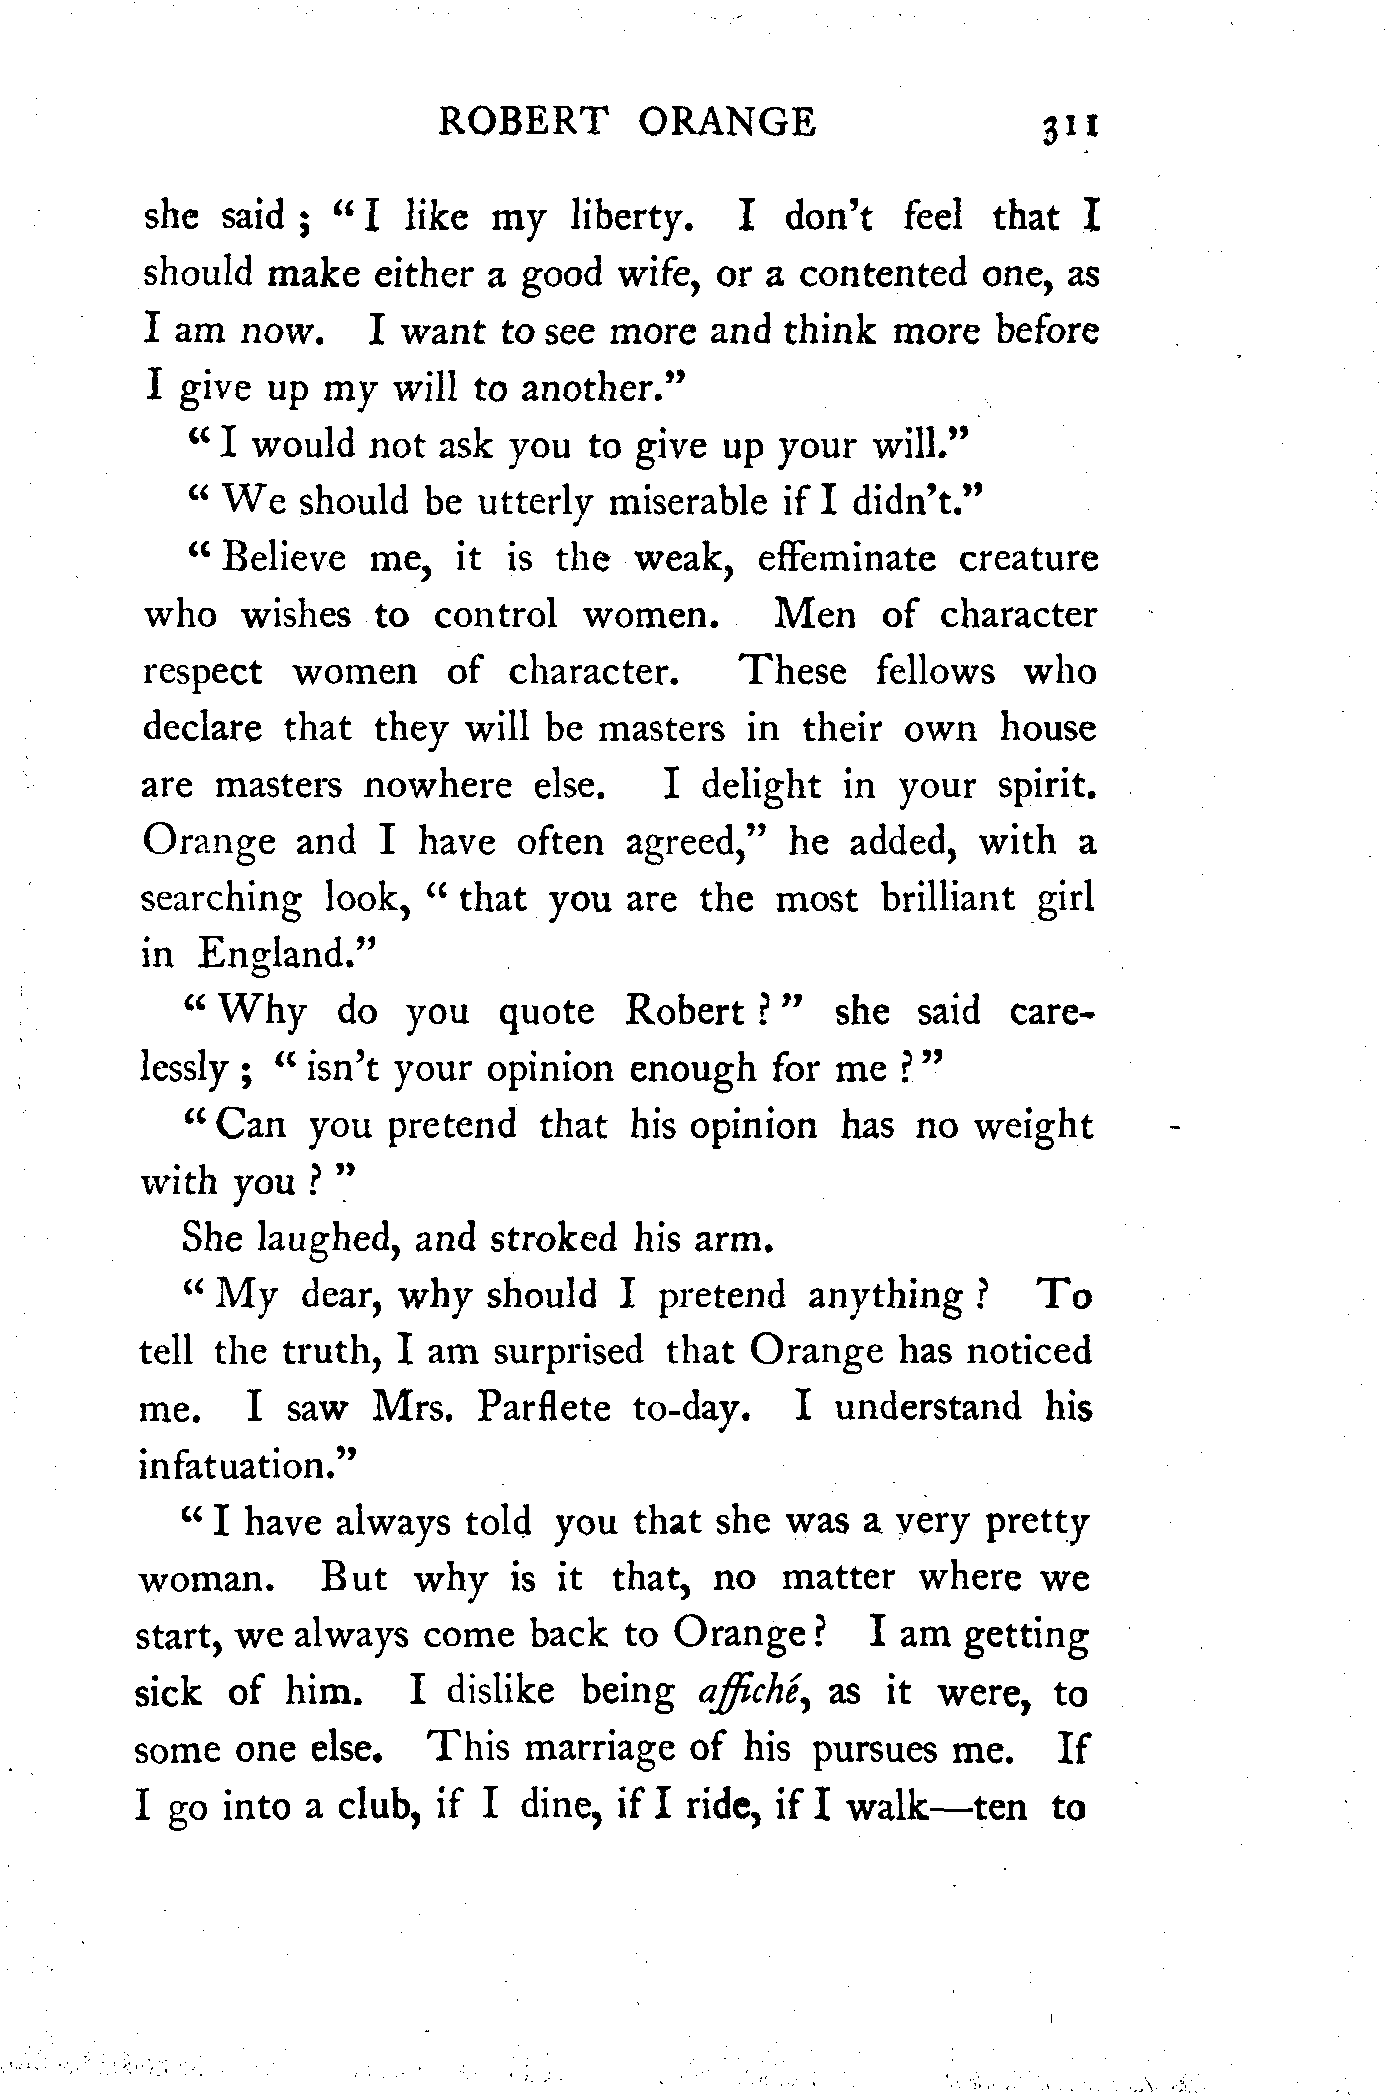 ROBERT ORANGE 311
she said ; “ I like my liberty. I don’t feel that I
should make either a good wife, or a contented one, as
I am now. I want to see more and think more before
I give up my will to another.”
“ I would not ask you to give up your will.”
“ We should be utterly miserable if I didn’t.”
“ Believe me, it is the weak, effeminate creature
who wishes to control women. Men of character
respect women of character. These fellows who
declare that they will be masters in their own house
are masters nowhere else. I delight in your spirit.
Orange and I have often agreed,” he added, with a
searching look, “ that you are the most brilliant girl
in England.”
“ Why do you quote Robert ? ” she said care-
lessly ; “ isn’t your opinion enough for me ? ”
“ Can you pretend that his opinion has no weight
with you ? ”
She laughed, and stroked his arm.
“ My dear, why should I pretend anything ? To
tell the truth, I am surprised that Orange has noticed
me. I saw Mrs. Parflete to-day. I understand his
infatuation.”
“ I have always told you that she was a very pretty
woman. But why is it that, no matter where we
start, we always come back to Orange ? I am getting
sick of him. I dislike being affiché, as it were, to
some one else. This marriage of his pursues me. If
I go into a club, if I dine, if I ride, if I walk—ten to